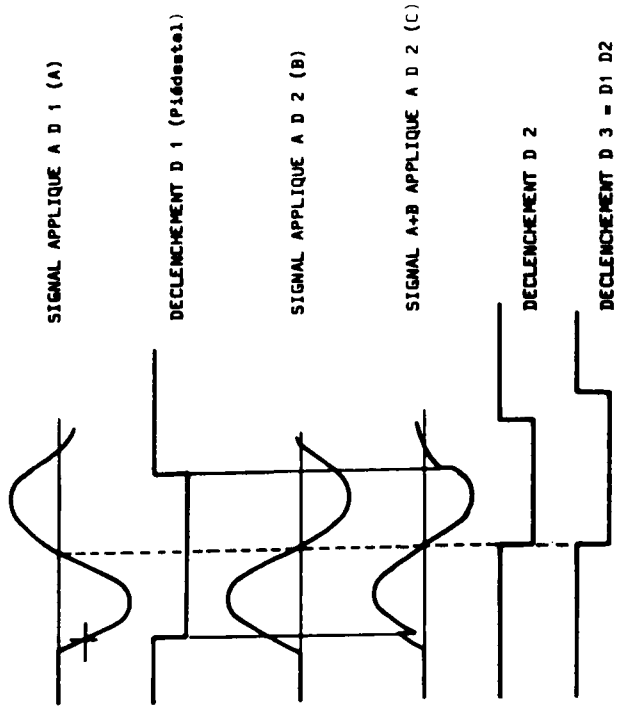 SIGNAL APPLIQUE A D 1 (A)
DECLENCHEMENT D 1 (Piédestal)
SIGNAL APPLIQUE A D 2 (B)
SIGNAL A+B APPLIQUE A D 2 (C)
DECLENCHEMENT D 2
DECLENCHEMENT D 3 = D1 D2